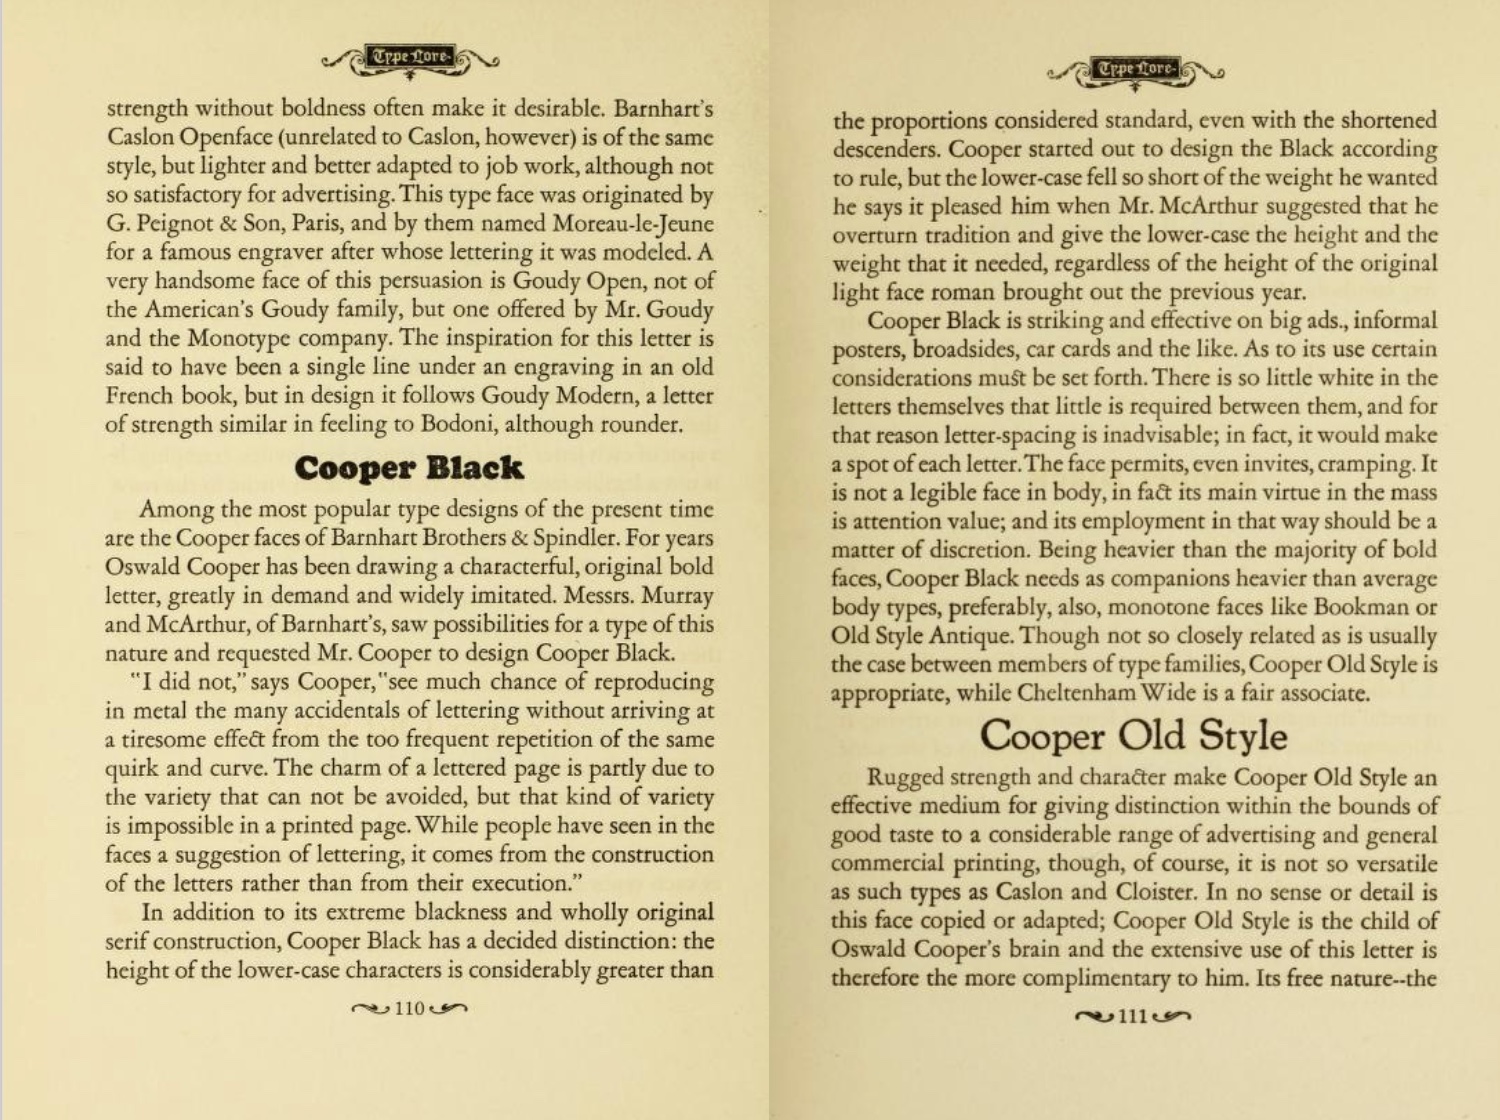 Type Lore
strength without boldness often make it desirable. Barnhart's
Caslon Openface (unrelated to Caslon, however) is of the same
style, but lighter and better adapted to job work, although not
so satisfactory for advertising. This type face was originated by
G. Peignot & Son, Paris, and by them named Moreau-le-Jeune
for a famous engraver after whose lettering it was modeled. A
very handsome face of this persuasion is Goudy Open, not of
the American's Goudy family, but one offered by Mr. Goudy
and the Monotype company. The inspiration for this letter is
said to have been a single line under an engraving in an old
French book, but in design it follows Goudy Modern, a letter
of strength similar in feeling to Bodoni, although rounder.
Cooper Black
Among the most popular type designs of the present time
are the Cooper faces of Barnhart Brothers & Spindler. For years
Oswald Cooper has been drawing a characterful, original bold
letter, greatly in demand and widely imitated. Messrs. Murray
and McArthur, of Barnhart's, saw possibilities for a type of this
nature and requested Mr. Cooper to design Cooper Black.
"I did not," says Cooper, "see much chance of reproducing
in metal the many accidentals of lettering without arriving at
a tiresome effect from the too frequent repetition of the same
quirk and curve. The charm of a lettered page is partly due to
the variety that can not be avoided, but that kind of variety
is impossible in a printed page. While people have seen in the
faces a suggestion of lettering, it comes from the construction
of the letters rather than from their execution."
In addition to its extreme blackness and wholly original
serif construction, Cooper Black has a decided distinction: the
height of the lower-case characters is considerably greater than
110
Type Lore
the proportions considered standard, even with the shortened
descenders. Cooper started out to design the Black according
to rule, but the lower-case fell so short of the weight he wanted
he says it pleased him when Mr. McArthur suggested that he
overturn tradition and give the lower-case the height and the
weight that it needed, regardless of the height of the original
light face roman brought out the previous year.
Cooper Black is striking and effective on big ads., informal
posters, broadsides, car cards and the like. As to its use certain
considerations must be set forth. There is so little white in the
letters themselves that little is required between them, and for
that reason letter-spacing is inadvisable; in fact, it would make
a spot of each letter. The face permits, even invites, cramping. It
is not a legible face in body, in fact its main virtue in the mass
is attention value; and its employment in that way should be a
matter of discretion. Being heavier than the majority of bold
faces, Cooper Black needs as companions heavier than average
body types, preferably, also, monotone faces like Bookman or
Old Style Antique. Though not so closely related as is usually
the case between members of type families, Cooper Old Style is
appropriate, while Cheltenham Wide is a fair associate.
Cooper Old Style
Rugged strength and character make Cooper Old Style an
effective medium for giving distinction within the bounds of
good taste to a considerable range of advertising and general
commercial printing, though, of course, it is not so versatile
as such types as Caslon and Cloister. In no sense or detail is
this face copied or adapted; Cooper Old Style is the child of
Oswald Cooper's brain and the extensive use of this letter is
therefore the more complimentary to him. Its free nature--the
111